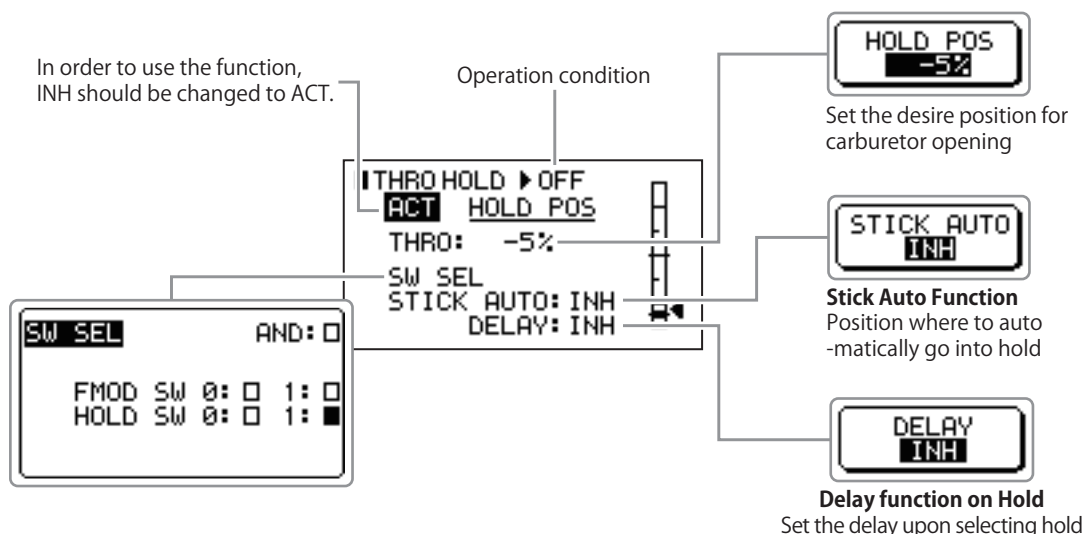 In order to use the function,
INH should be changed to ACT.
Operation condition
HOLD POS
-5%
Set the desire position for
carburetor opening
THRO HOLD ▶ OFF
ACT HOLD POS
THRO: -5%
SW SEL
STICK AUTO: INH
DELAY: INH
STICK AUTO
INH
Stick Auto Function
Position where to auto
-matically go into hold
SW SEL AND: □
FMOD SW 0: □ 1: □
HOLD SW 0: □ 1: ■
DELAY
INH
Delay function on Hold
Set the delay upon selecting hold